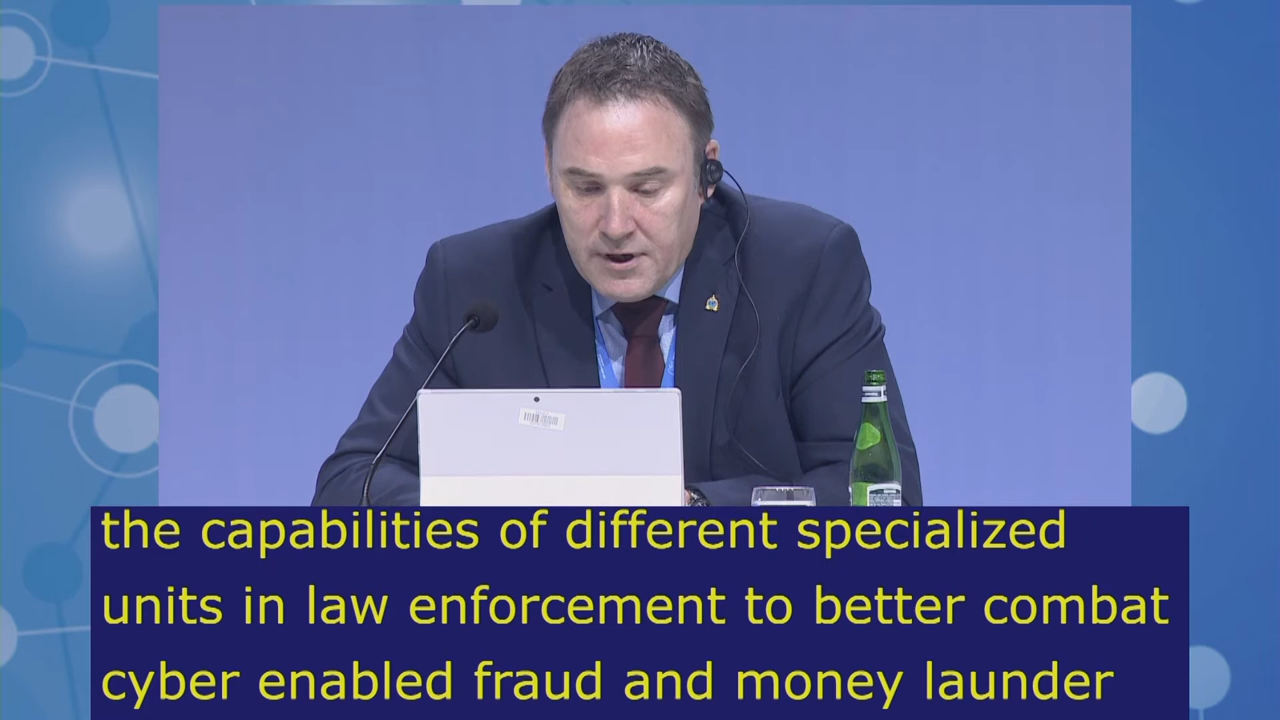 the capabilities of different specialized
units in law enforcement to better combat
cyber enabled fraud and money launder